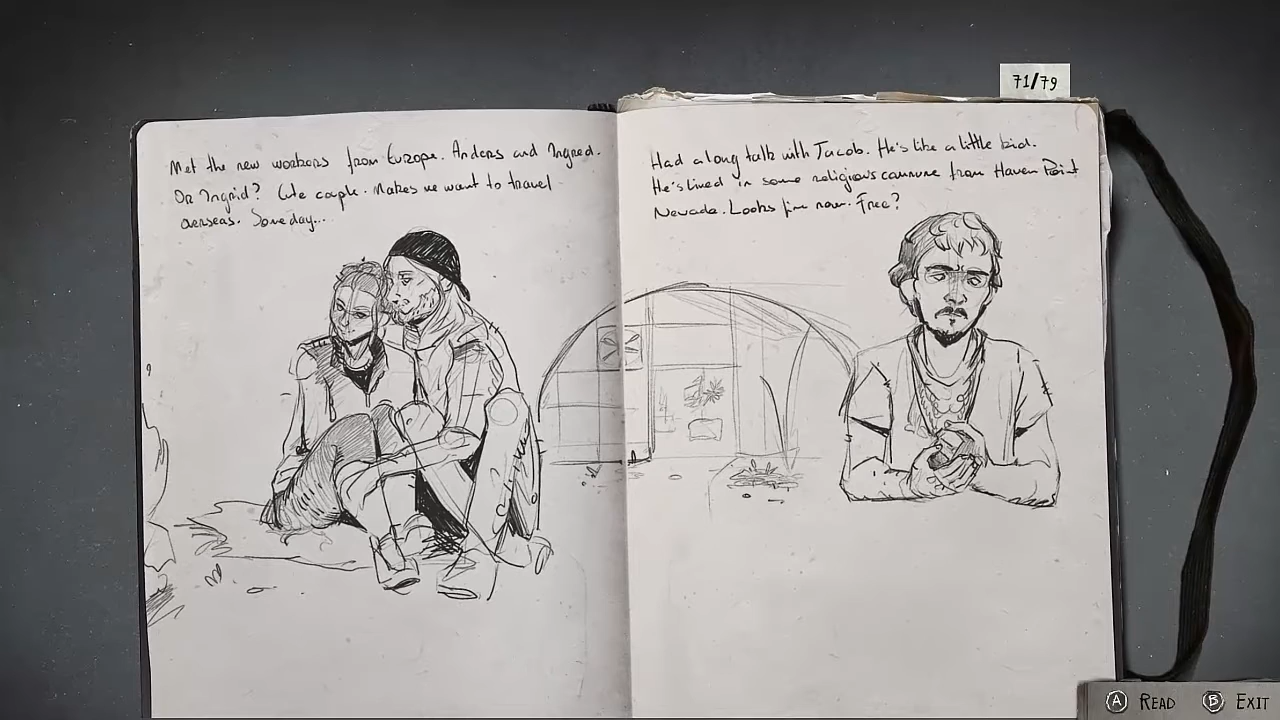 Met the new workers from Europe. Anders and Ingred.
Or Ingrid? Cute couple. Makes me want to travel
overseas. Someday...
71/79
Had a long talk with Jacob. He's like a little kid.
He's lived in some religious commune from Haven Point
Nevada. Looks fine now. Free?
A READ B EXIT